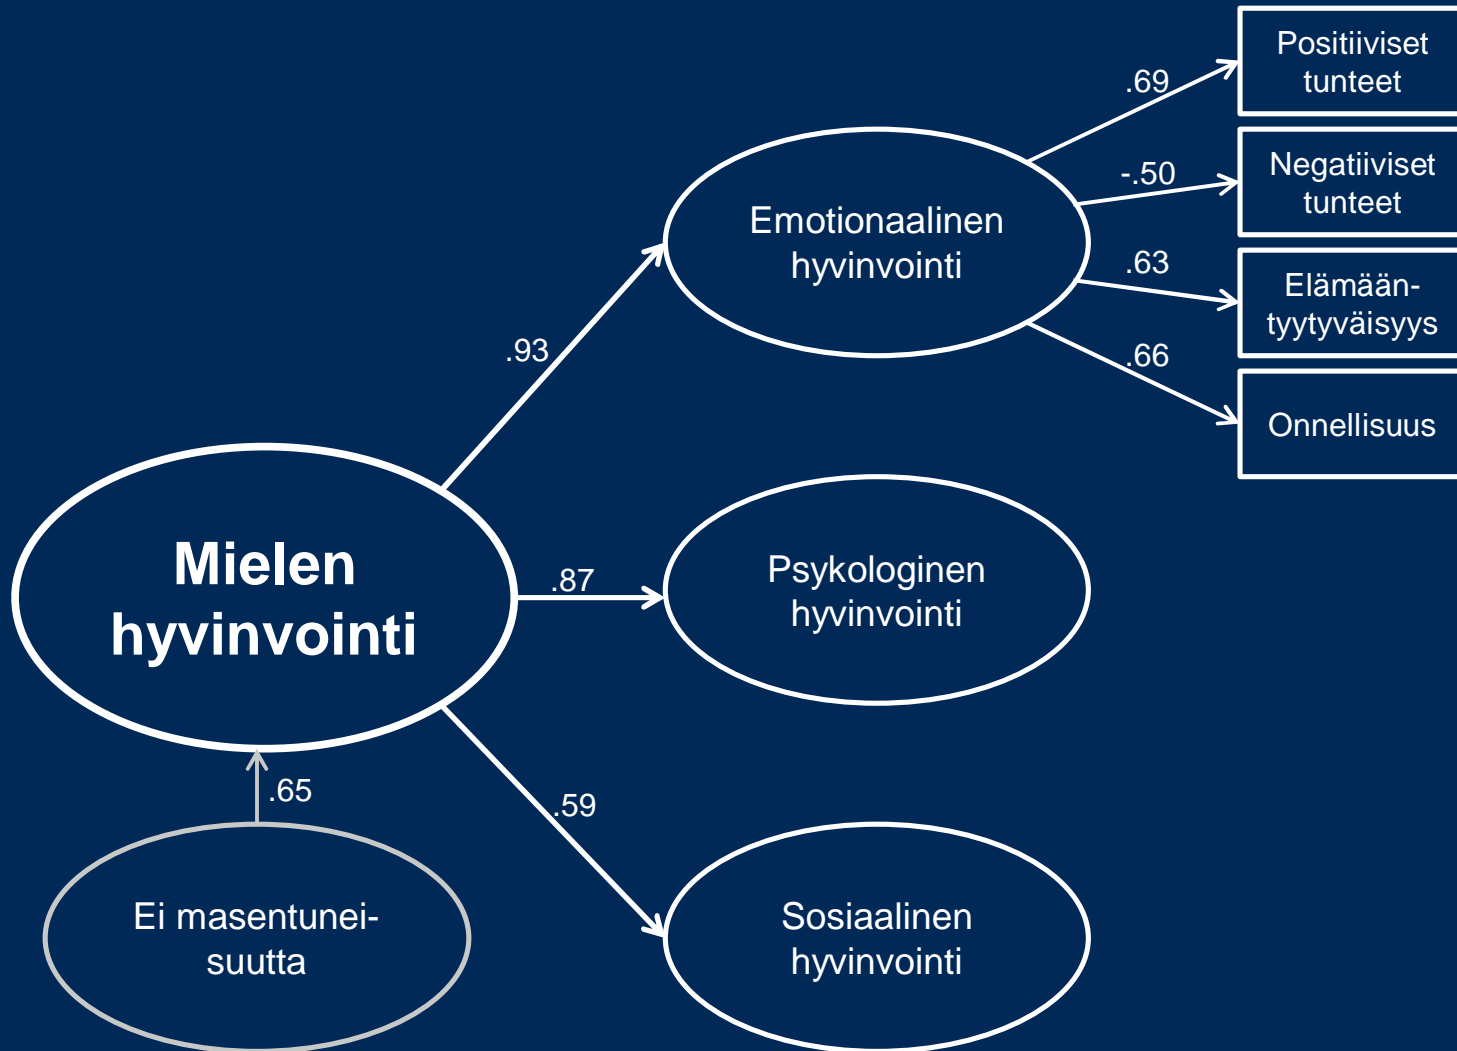 Positiiviset
tunteet
.69
Negatiiviset
tunteet
-.50
Emotionaalinen
hyvinvointi
.63
Elämään-
tyytyväisyys
.93
.66
Onnellisuus
Mielen
hyvinvointi
.87
Psykologinen
hyvinvointi
.65
.59
Ei masentunei-
suutta
Sosiaalinen
hyvinvointi